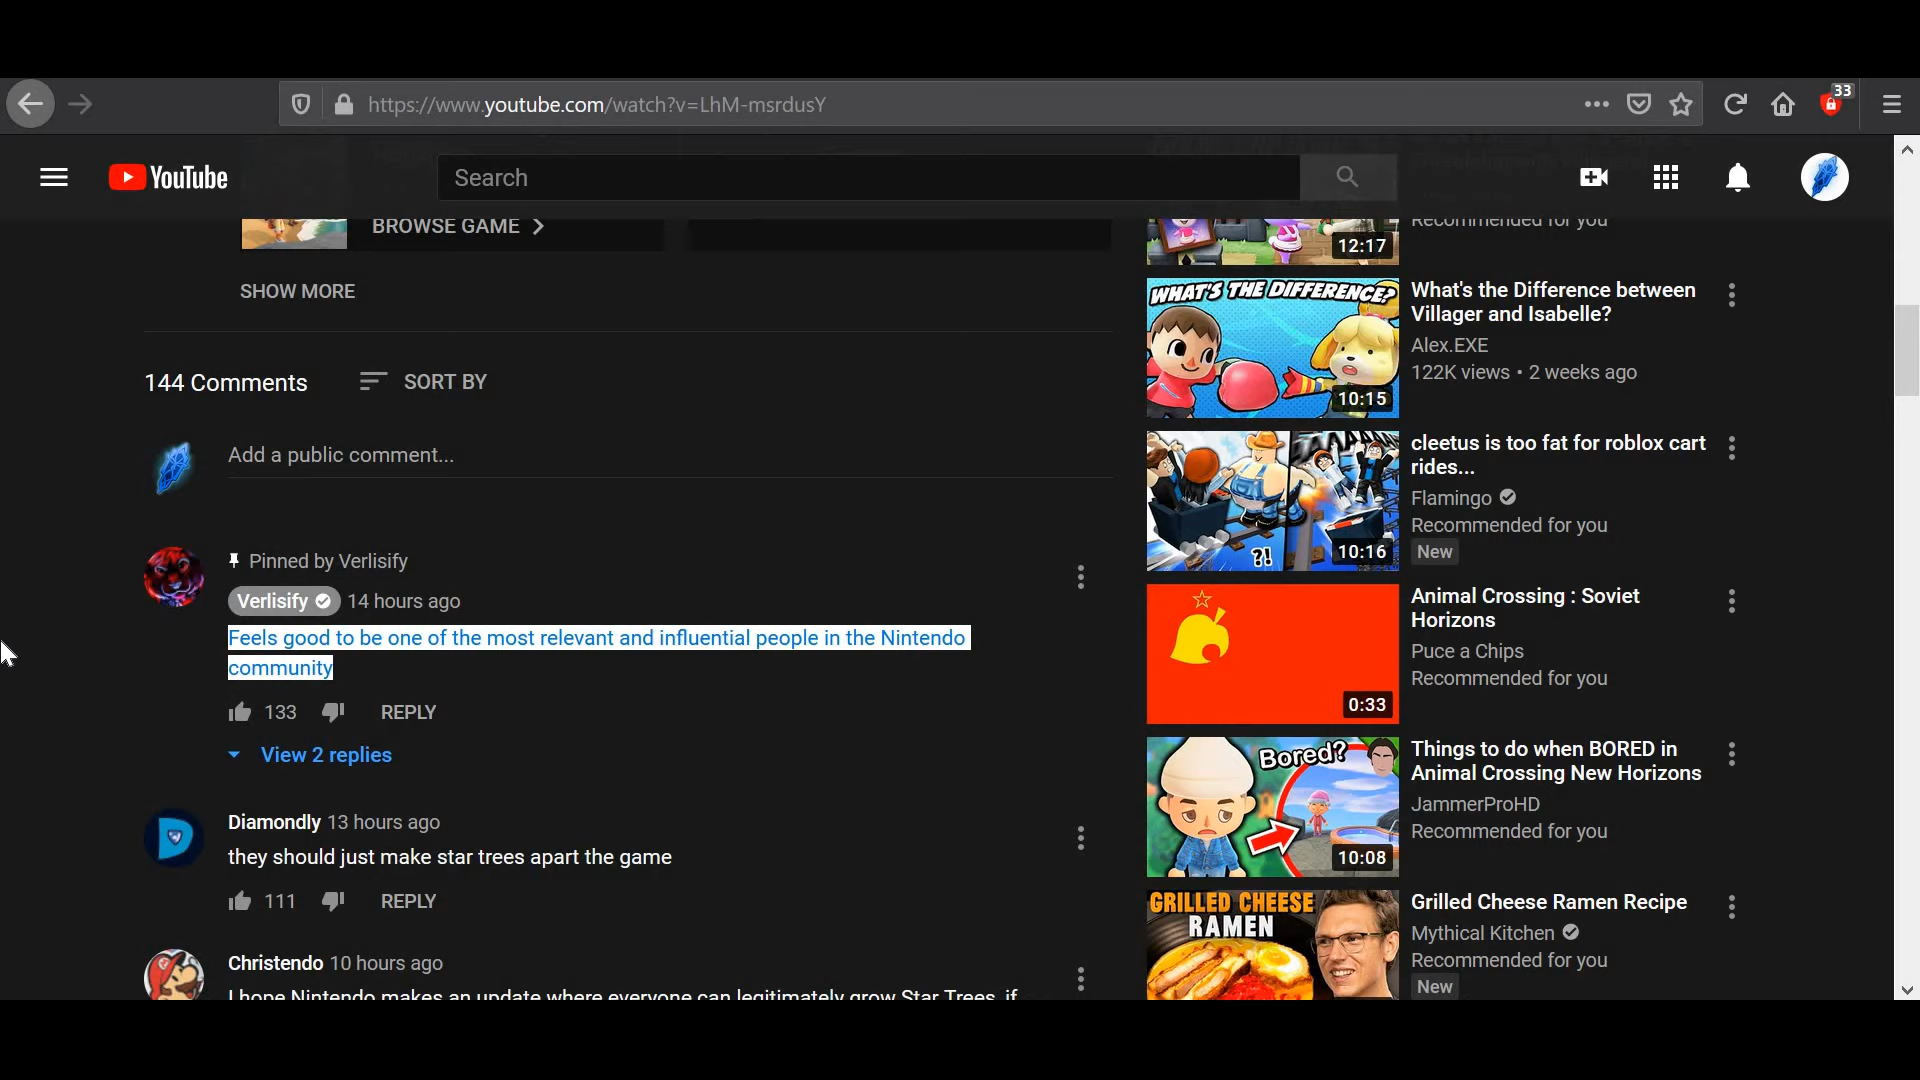 https://www.youtube.com/watch?v=LhM-msrdusY
33
YouTube
Search
BROWSE GAME
SHOW MORE
144 Comments
SORT BY
Add a public comment...
Pinned by Verlisify
Verlisify
14 hours ago
Feels good to be one of the most relevant and influential people in the Nintendo
community
133
REPLY
View 2 replies
Diamondly 13 hours ago
they should just make star trees apart the game
111
REPLY
Christendo 10 hours ago
I hope Nintendo makes an update where everyone can legitimately grow Star Trees, if
12:17
Recommended for you
WHAT'S THE DIFFERENCE?
10:15
What's the Difference between
Villager and Isabelle?
Alex.EXE
122K views • 2 weeks ago
?!
10:16
cleetus is too fat for roblox cart
rides...
Flamingo
Recommended for you
New
0:33
Animal Crossing : Soviet
Horizons
Puce a Chips
Recommended for you
Bored?
10:08
Things to do when BORED in
Animal Crossing New Horizons
JammerProHD
Recommended for you
GRILLED CHEESE
RAMEN
Grilled Cheese Ramen Recipe
Mythical Kitchen
Recommended for you
New